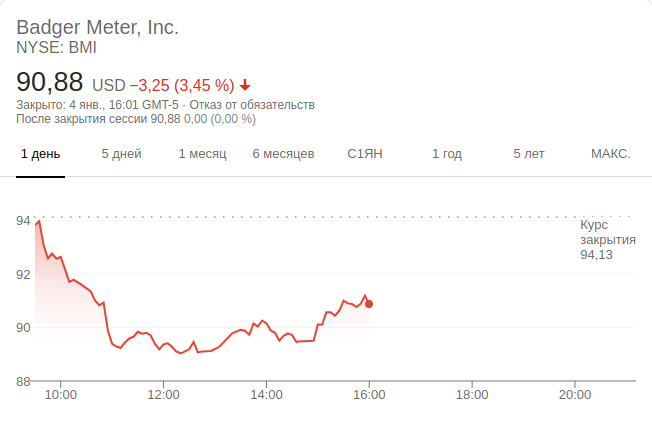 Badger Meter, Inc.
NYSE: BMI
90,88 USD −3,25 (3,45 %)
Закрыто: 4 янв., 16:01 GMT-5 · Отказ от обязательств
После закрытия сессии 90,88 0,00 (0,00 %)
1 день 5 дней 1 месяц 6 месяцев С1ЯН 1 год 5 лет МАКС.
94
Курс
закрытия
94,13
92
90
88
10:00 12:00 14:00 16:00 18:00 20:00